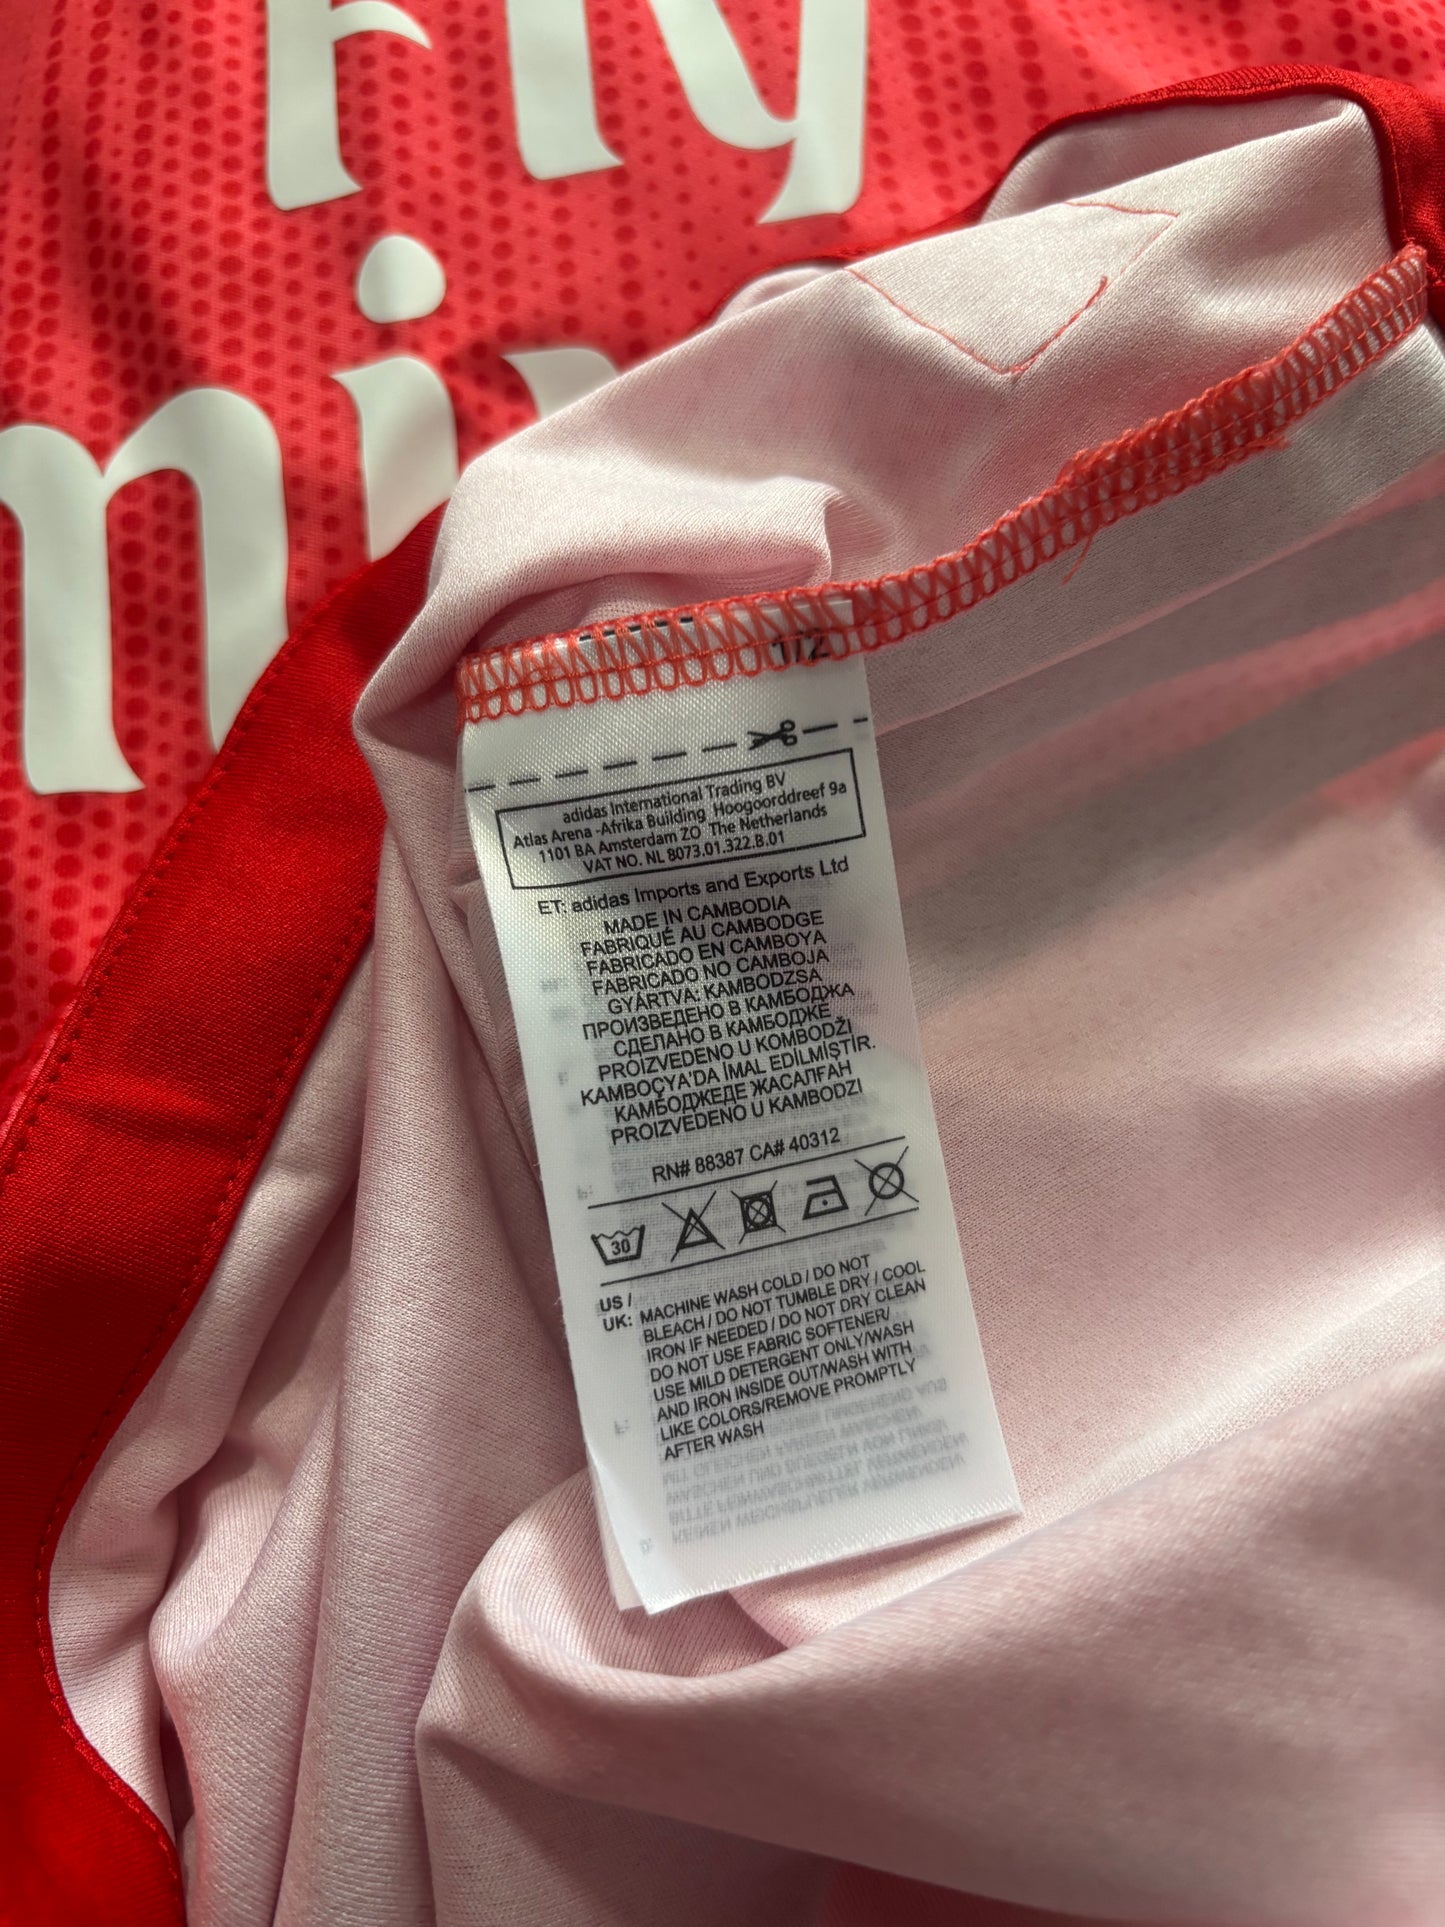 Fly
1/2
adidas International Trading BV
Atlas Arena -Afrika Building Hoogoorddreef 9a
1101 BA Amsterdam ZO The Netherlands
VAT NO. NL 8073.01.322.B.01
ET: adidas Imports and Exports Ltd
MADE IN CAMBODIA
FABRIQUÉ AU CAMBODGE
FABRICADO EN CAMBOYA
FABRICADO NO CAMBOJA
GYÁRTVA: KAMBODZSA
ПРОИЗВЕДЕНО В КАМБОДЖА
СДЕЛАНО В КАМБОДЖЕ
PROIZVEDENO U KOMBODŽI
KAMBOÇYA'DA İMAL EDİLMİŞTİR.
КАМБОДЖЕДЕ ЖАСАЛҒАН
PROIZVEDENO U KAMBODZI
RN# 88387 CA# 40312
30
US / UK: MACHINE WASH COLD / DO NOT
BLEACH / DO NOT TUMBLE DRY / COOL
IRON IF NEEDED / DO NOT DRY CLEAN
DO NOT USE FABRIC SOFTENER/
USE MILD DETERGENT ONLY/WASH
AND IRON INSIDE OUT/WASH WITH
LIKE COLORS/REMOVE PROMPTLY
AFTER WASH